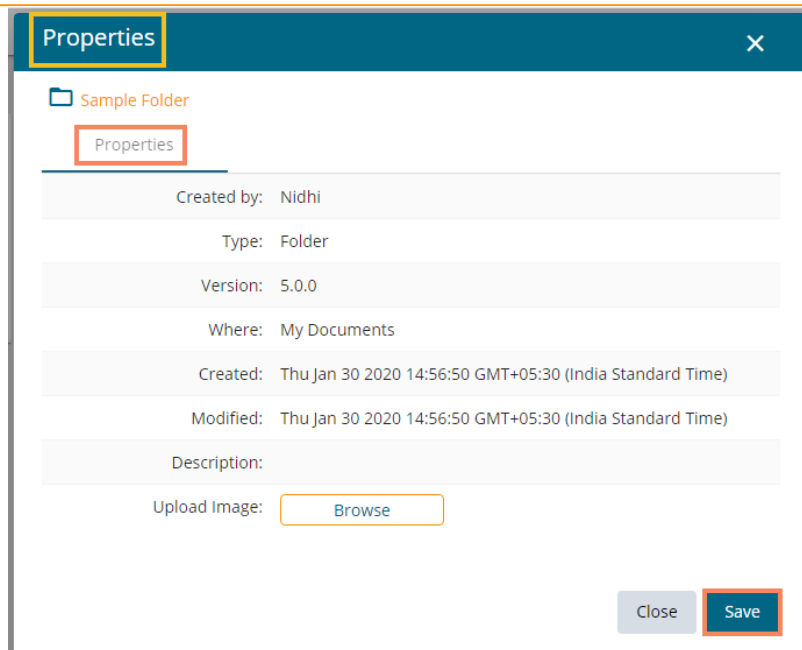 Properties
Sample Folder
Properties
Created by: Nidhi
Type: Folder
Version: 5.0.0
Where: My Documents
Created: Thu Jan 30 2020 14:56:50 GMT+05:30 (India Standard Time)
Modified: Thu Jan 30 2020 14:56:50 GMT+05:30 (India Standard Time)
Description:
Upload Image: Browse
Close Save